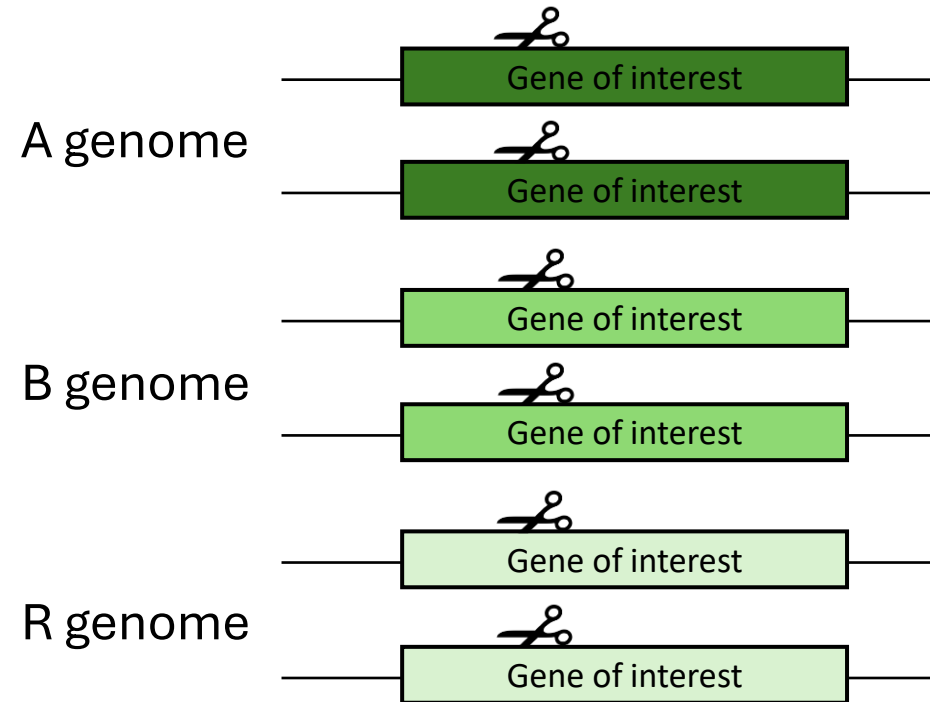 Gene of interest
A genome
Gene of interest
Gene of interest
B genome
Gene of interest
Gene of interest
R genome
Gene of interest